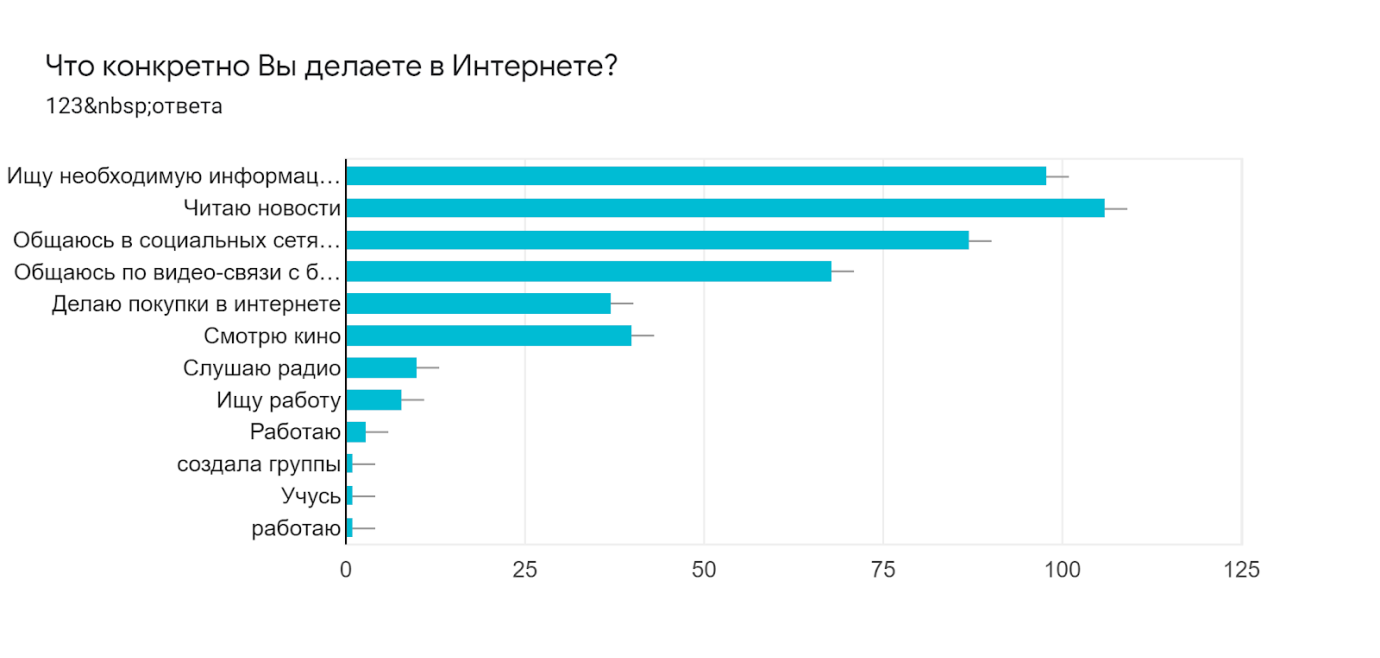 Что конкретно Вы делаете в Интернете?
123&nbsp;ответа
Ищу необходимую информац…
Читаю новости
Общаюсь в социальных сетя…
Общаюсь по видео-связи с б…
Делаю покупки в интернете
Смотрю кино
Слушаю радио
Ищу работу
Работаю
создала группы
Учусь
работаю
0 25 50 75 100 125